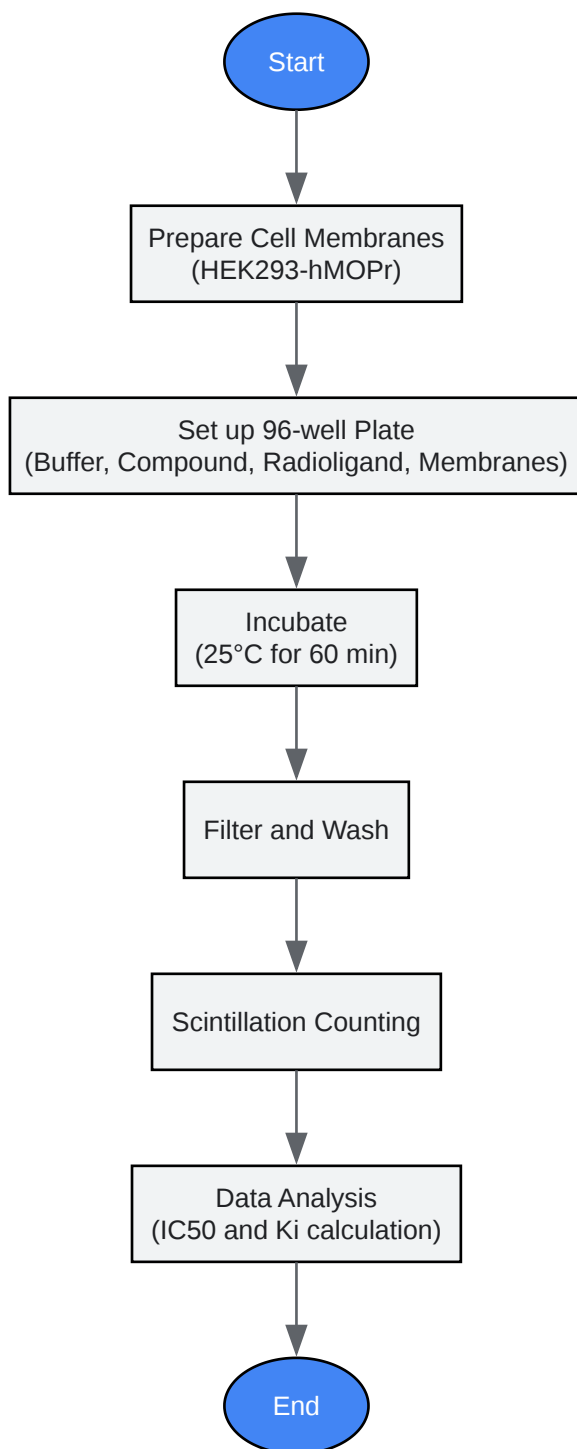 Start
Prepare Cell Membranes
(HEK293-hMOPr)
Set up 96-well Plate
(Buffer, Compound, Radioligand, Membranes)
Incubate
(25°C for 60 min)
Filter and Wash
Scintillation Counting
Data Analysis
(IC50 and Ki calculation)
End